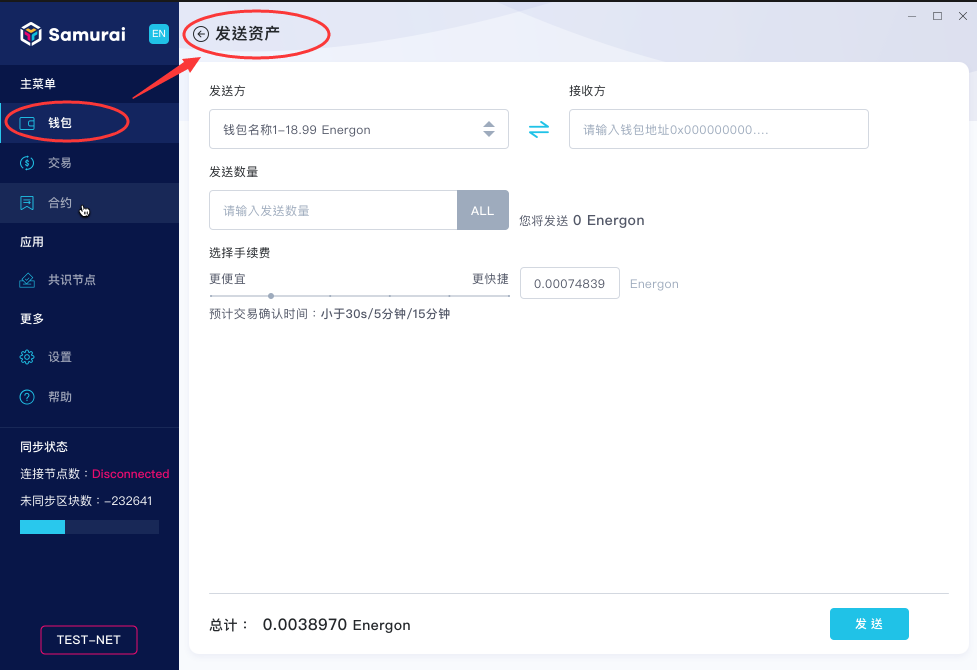 Samurai
EN
主菜单
钱包
交易
合约
应用
共识节点
更多
设置
帮助
同步状态
连接节点数：Disconnected
未同步区块数：-232641
TEST-NET
发送资产
发送方
接收方
钱包名称1-18.99 Energon
请输入钱包地址0x000000000....
发送数量
请输入发送数量
ALL
您将发送 0 Energon
选择手续费
更便宜
更快捷
0.00074839
Energon
预计交易确认时间：小于30s/5分钟/15分钟
总计： 0.0038970 Energon
发 送